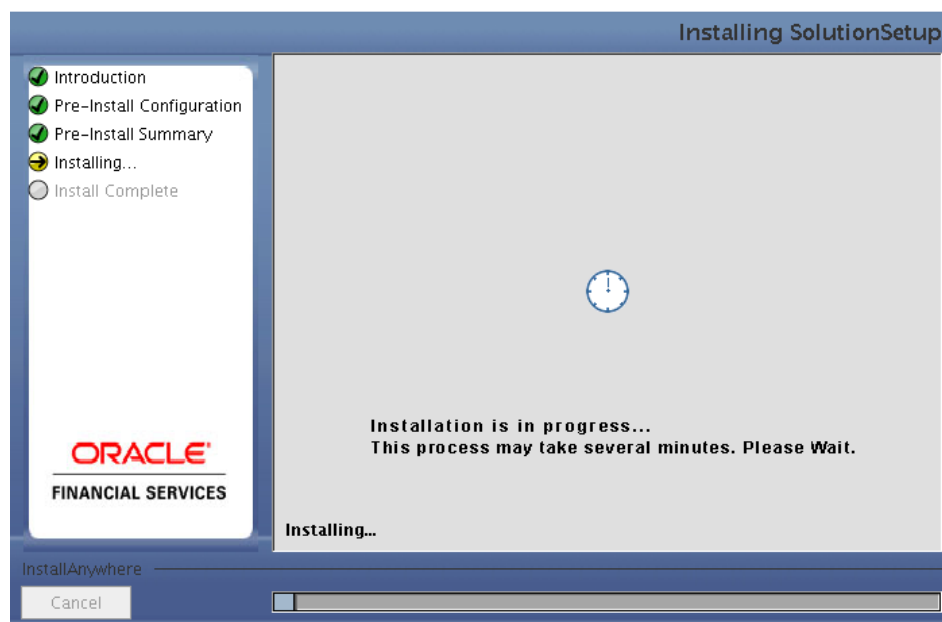 Installing SolutionSetup
Introduction
Pre-Install Configuration
Pre-Install Summary
Installing...
Install Complete
ORACLE'
FINANCIAL SERVICES
Installation is in progress...
This process may take several minutes. Please Wait.
Installing...
InstallAnywhere
Cancel